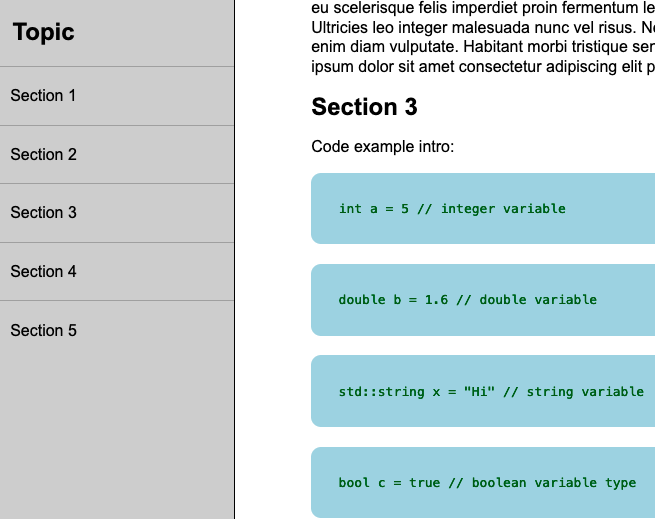 Topic
Section 1
Section 2
Section 3
Section 4
Section 5
eu scelerisque felis imperdiet proin fermentum le
Ultricies leo integer malesuada nunc vel risus.
enim diam vulputate. Habitant morbi tristique
ipsum dolor sit amet consectetur adipiscing elit p
Section 3
Code example intro:
int a = 5 // integer variable
double b = 1.6 // double variable
std::string x = "Hi" // string variable
bool c = true // boolean variable type